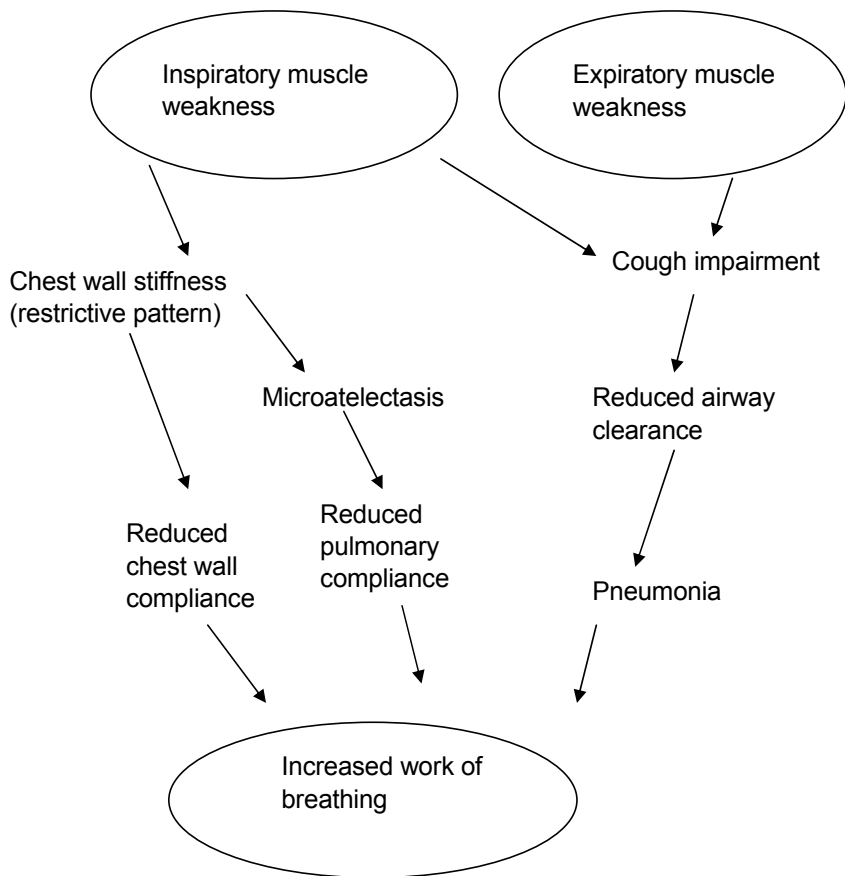 Inspiratory muscle
weakness
Expiratory muscle
weakness
Cough impairment
Chest wall stiffness
(restrictive pattern)
Microatelectasis
Reduced airway
clearance
Reduced
pulmonary
compliance
Reduced
chest wall
compliance
Pneumonia
Increased work of
breathing